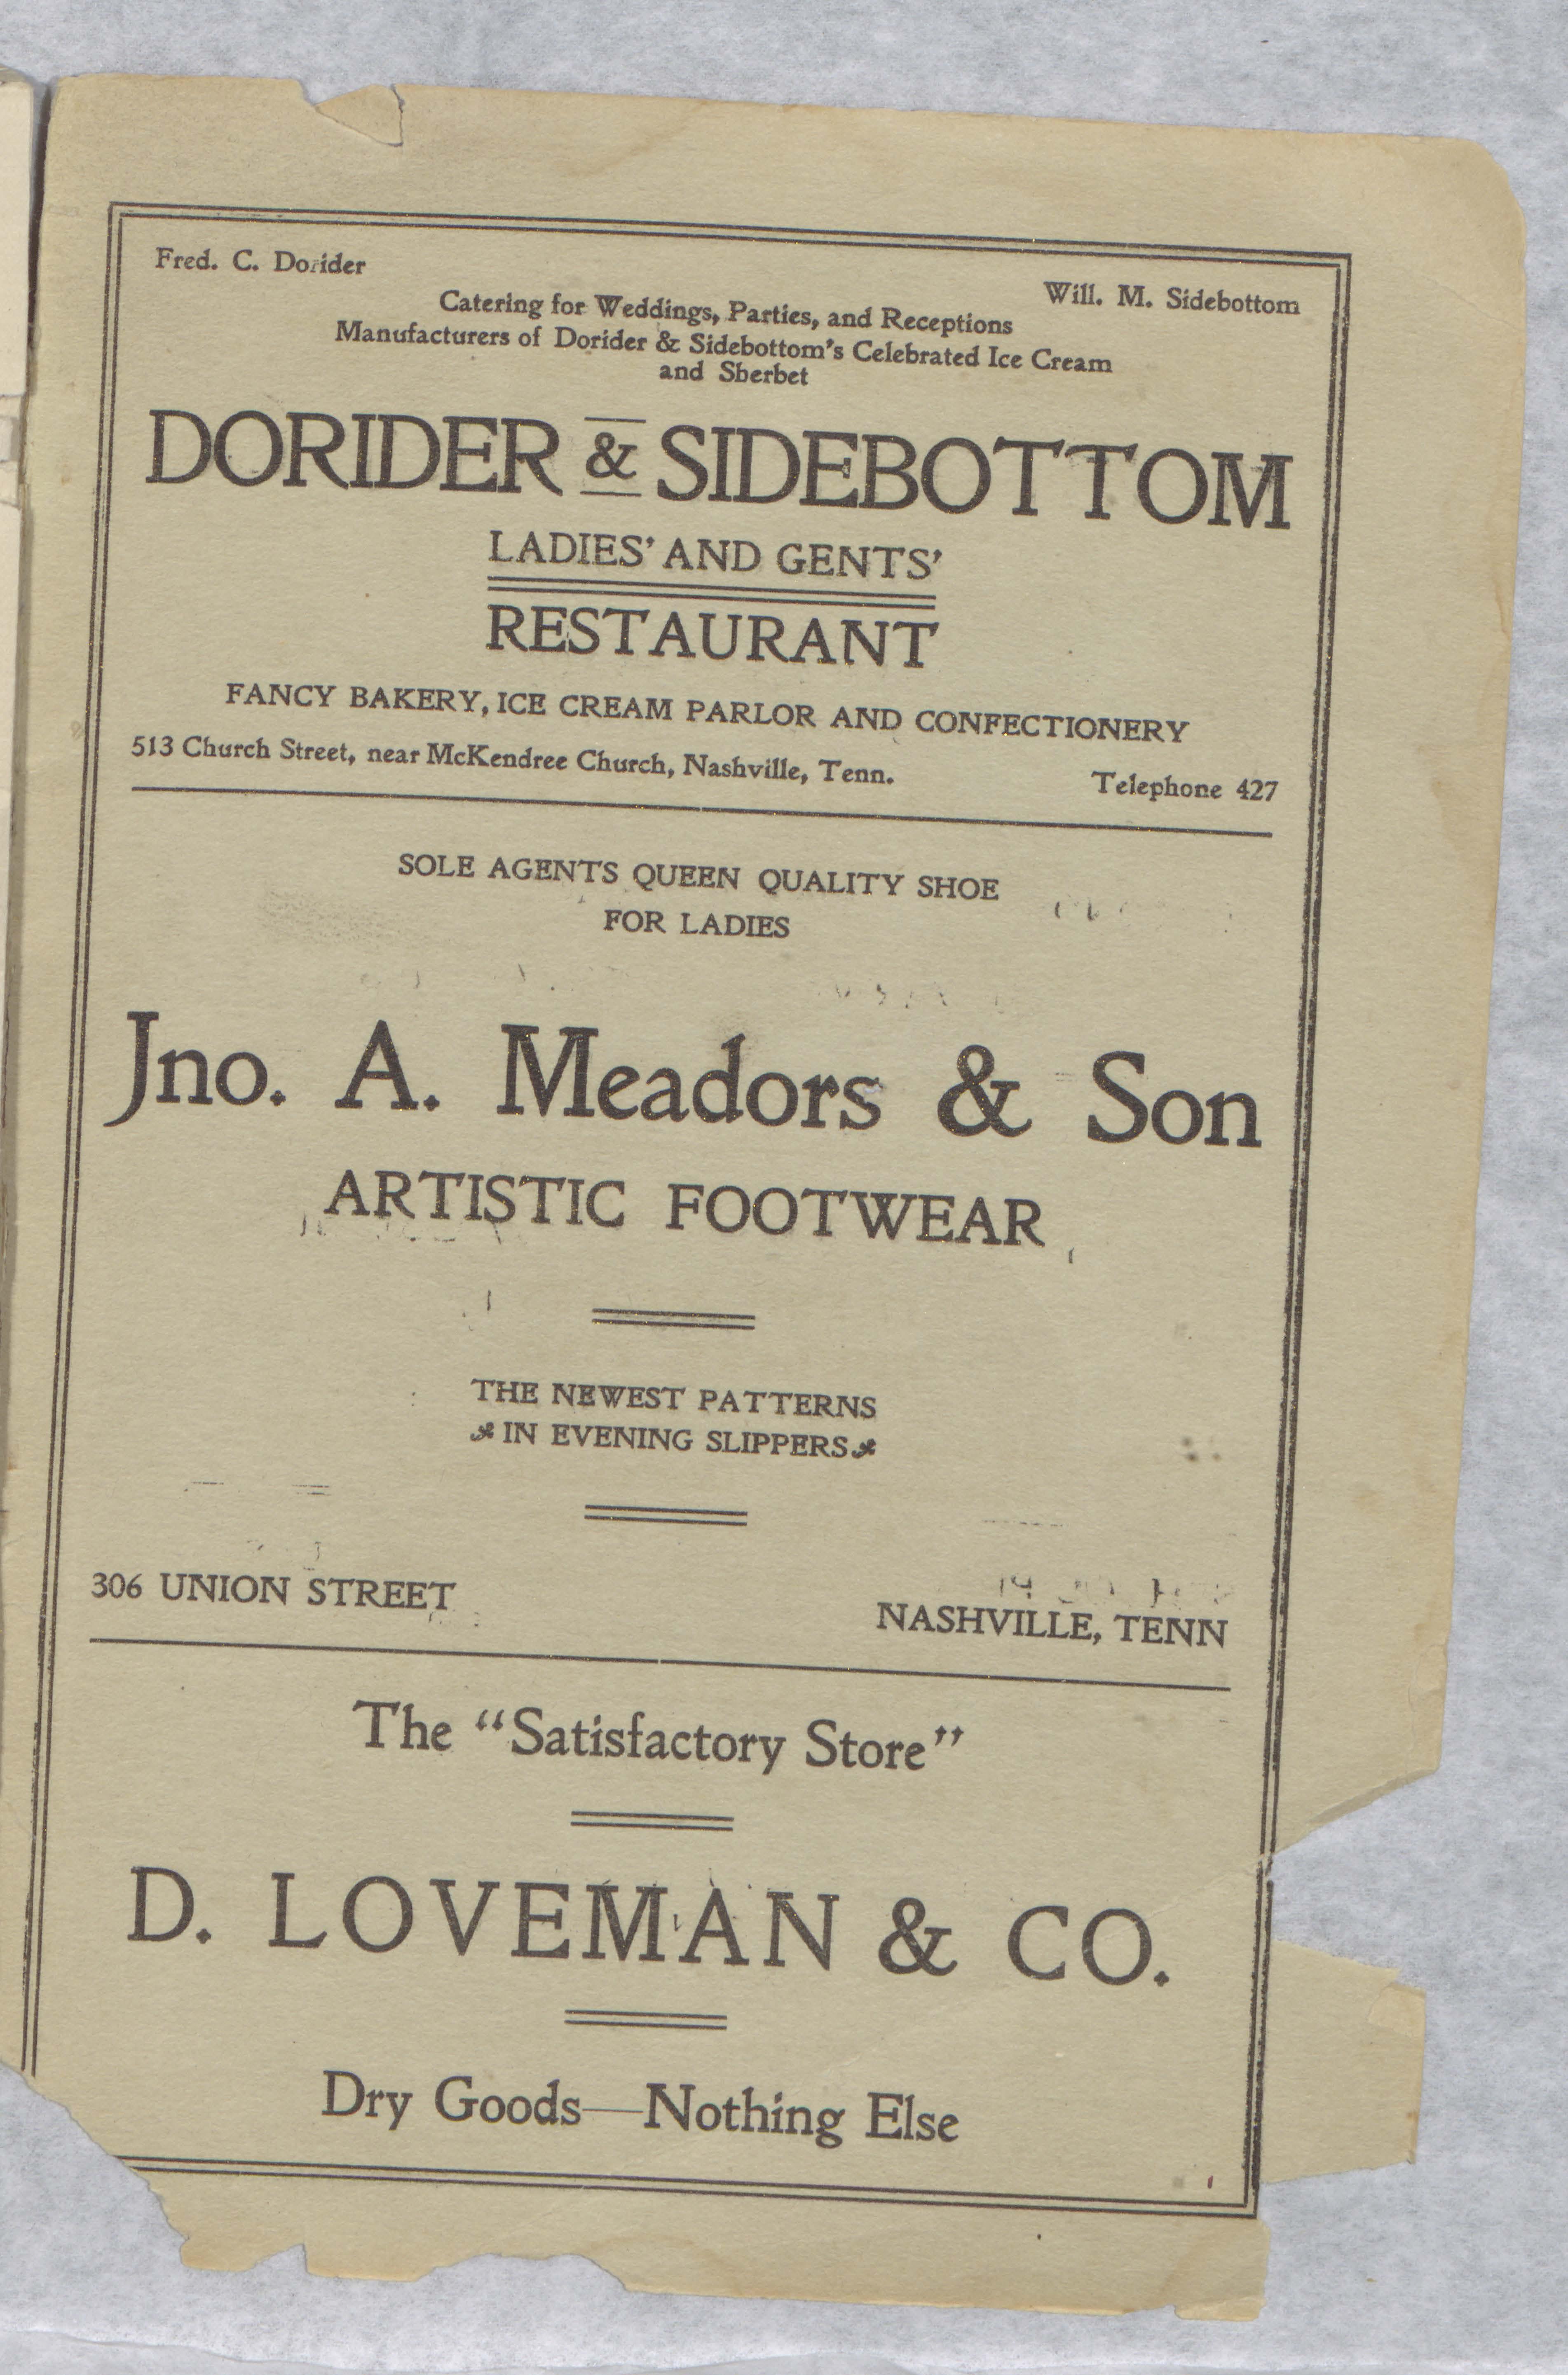 Fred. C. Dorider
Will. M. Sidebottom
Catering for Weddings, Parties, and Receptions
Manufacturers of Dorider & Sidebottom's Celebrated Ice Cream
and Sherbet
DORIDER & SIDEBOTTOM
LADIES' AND GENTS'
RESTAURANT
FANCY BAKERY, ICE CREAM PARLOR AND CONFECTIONERY
513 Church Street, near McKendree Church, Nashville, Tenn. Telephone 427
SOLE AGENTS QUEEN QUALITY SHOE
FOR LADIES
Jno. A. Meadors & Son
ARTISTIC FOOTWEAR
THE NEWEST PATTERNS
IN EVENING SLIPPERS
306 UNION STREET
NASHVILLE, TENN
The "Satisfactory Store"
D. LOVEMAN & CO.
Dry Goods—Nothing Else